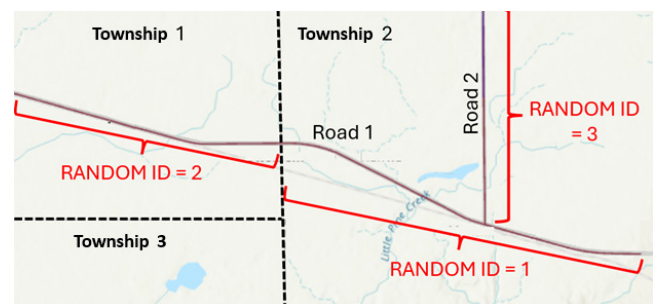 Township 1
Township 2
Road 2
RANDOM ID
= 3
Road 1
RANDOM ID = 2
Little Pine Creek
Township 3
RANDOM ID = 1